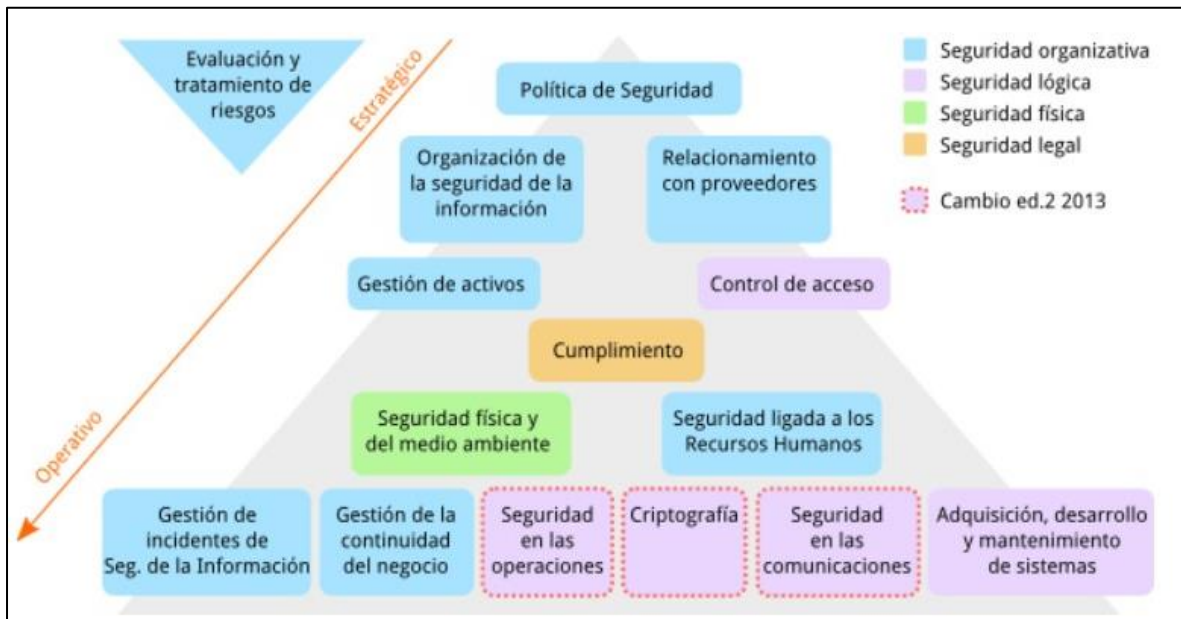 Evaluación y
tratamiento de
riesgos
Estratégico
Operativo
Política de Seguridad
Seguridad organizativa
Seguridad lógica
Seguridad física
Seguridad legal
Cambio ed.2 2013
Organización de
la seguridad de la
información
Relacionamiento
con proveedores
Gestión de activos
Control de acceso
Cumplimiento
Seguridad física y
del medio ambiente
Seguridad ligada a los
Recursos Humanos
Gestión de
incidentes de
Seg. de la Información
Gestión de la
continuidad
del negocio
Seguridad
en las
operaciones
Criptografía
Seguridad
en las
comunicaciones
Adquisición, desarrollo
y mantenimiento
de sistemas